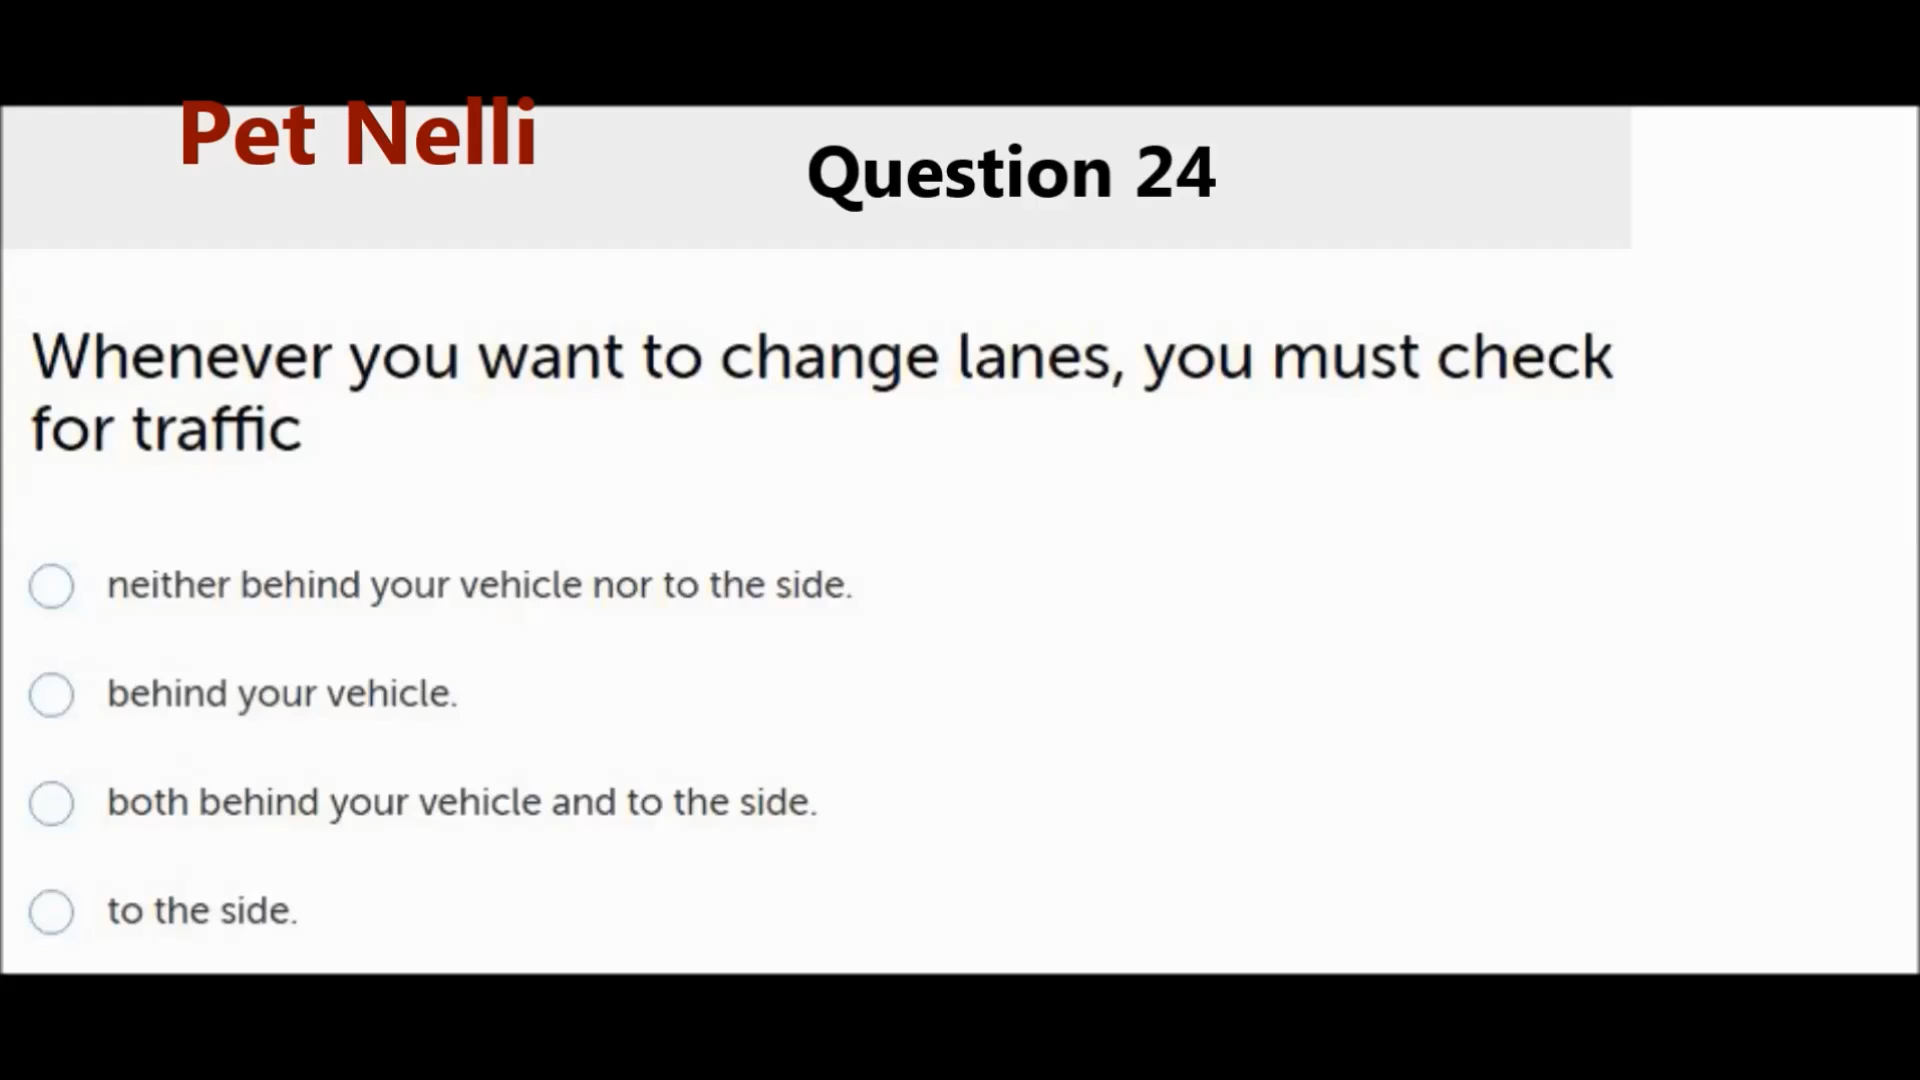 Pet Nelli
Question 24
Whenever you want to change lanes, you must check
for traffic
neither behind your vehicle nor to the side.
behind your vehicle.
both behind your vehicle and to the side.
to the side.